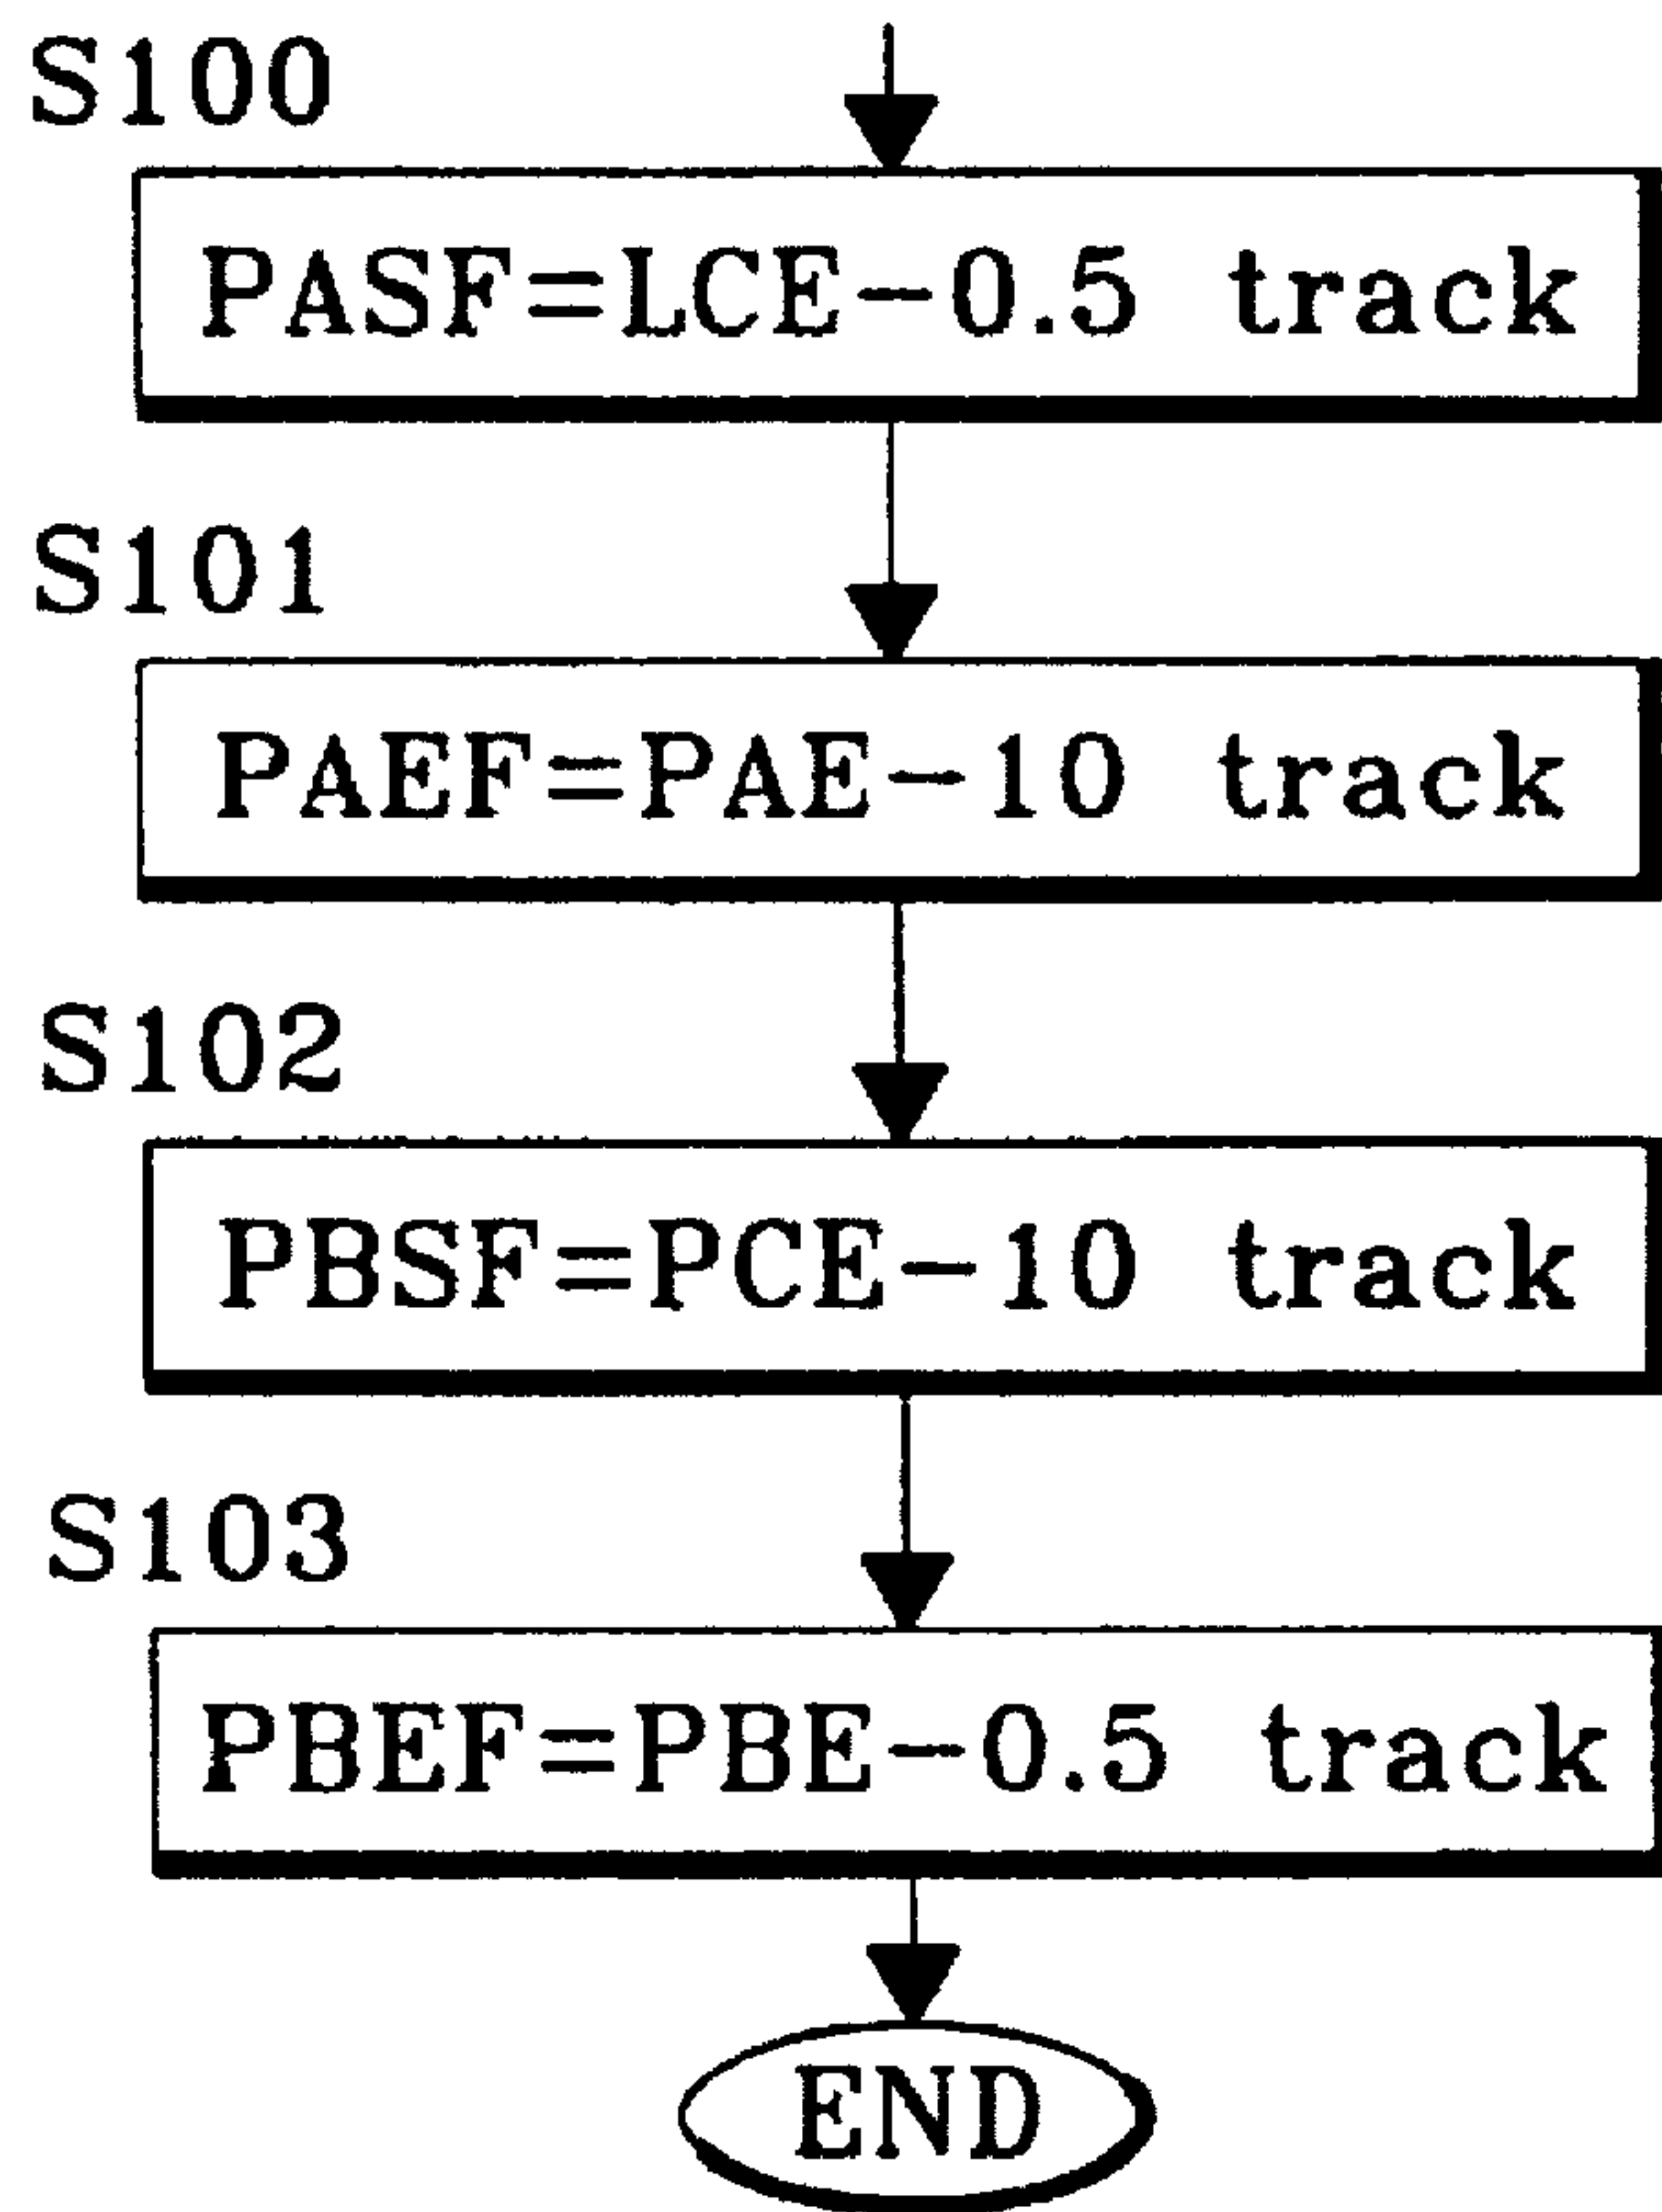 S100
PASF=LCE-0.5 track
S101
PAEF=PAE-10 track
S102
PBSF=PCE-10 track
S103
PBEF=PBE-0.5 track
END